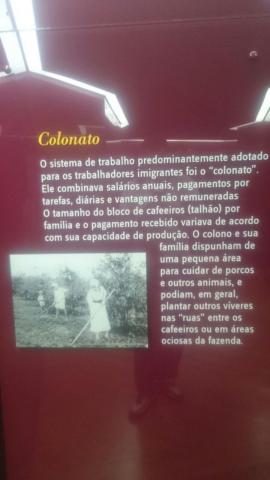 Colonato
O sistema de trabalho predominantemente adotado
para os trabalhadores imigrantes foi o “colonato”.
Ele combinava salários anuais, pagamentos por
tarefas, diárias e vantagens não remuneradas
O tamanho do bloco de cafeeiros (talhão) por
familia e o pagamento recebido variava de acordo
com sua capacidade de produção. O colono e sua
família dispunham de
uma pequena área
para cuidar de porcos
e outros animais, e
podiam, em geral,
plantar outros víveres
nas “ruas” entre os
cafeeiros ou em áreas
ociosas da fazenda.